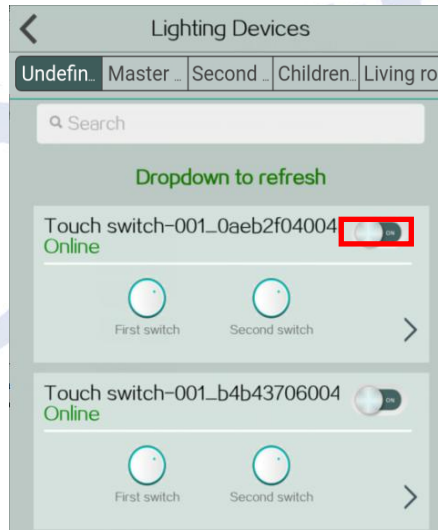 Lighting Devices
Undefin... Master ... Second ... Children... Living ro
Search
Dropdown to refresh
Touch switch-001_0aeb2f04004
ON
Online
First switch Second switch
Touch switch-001_b4b43706004
ON
Online
First switch Second switch